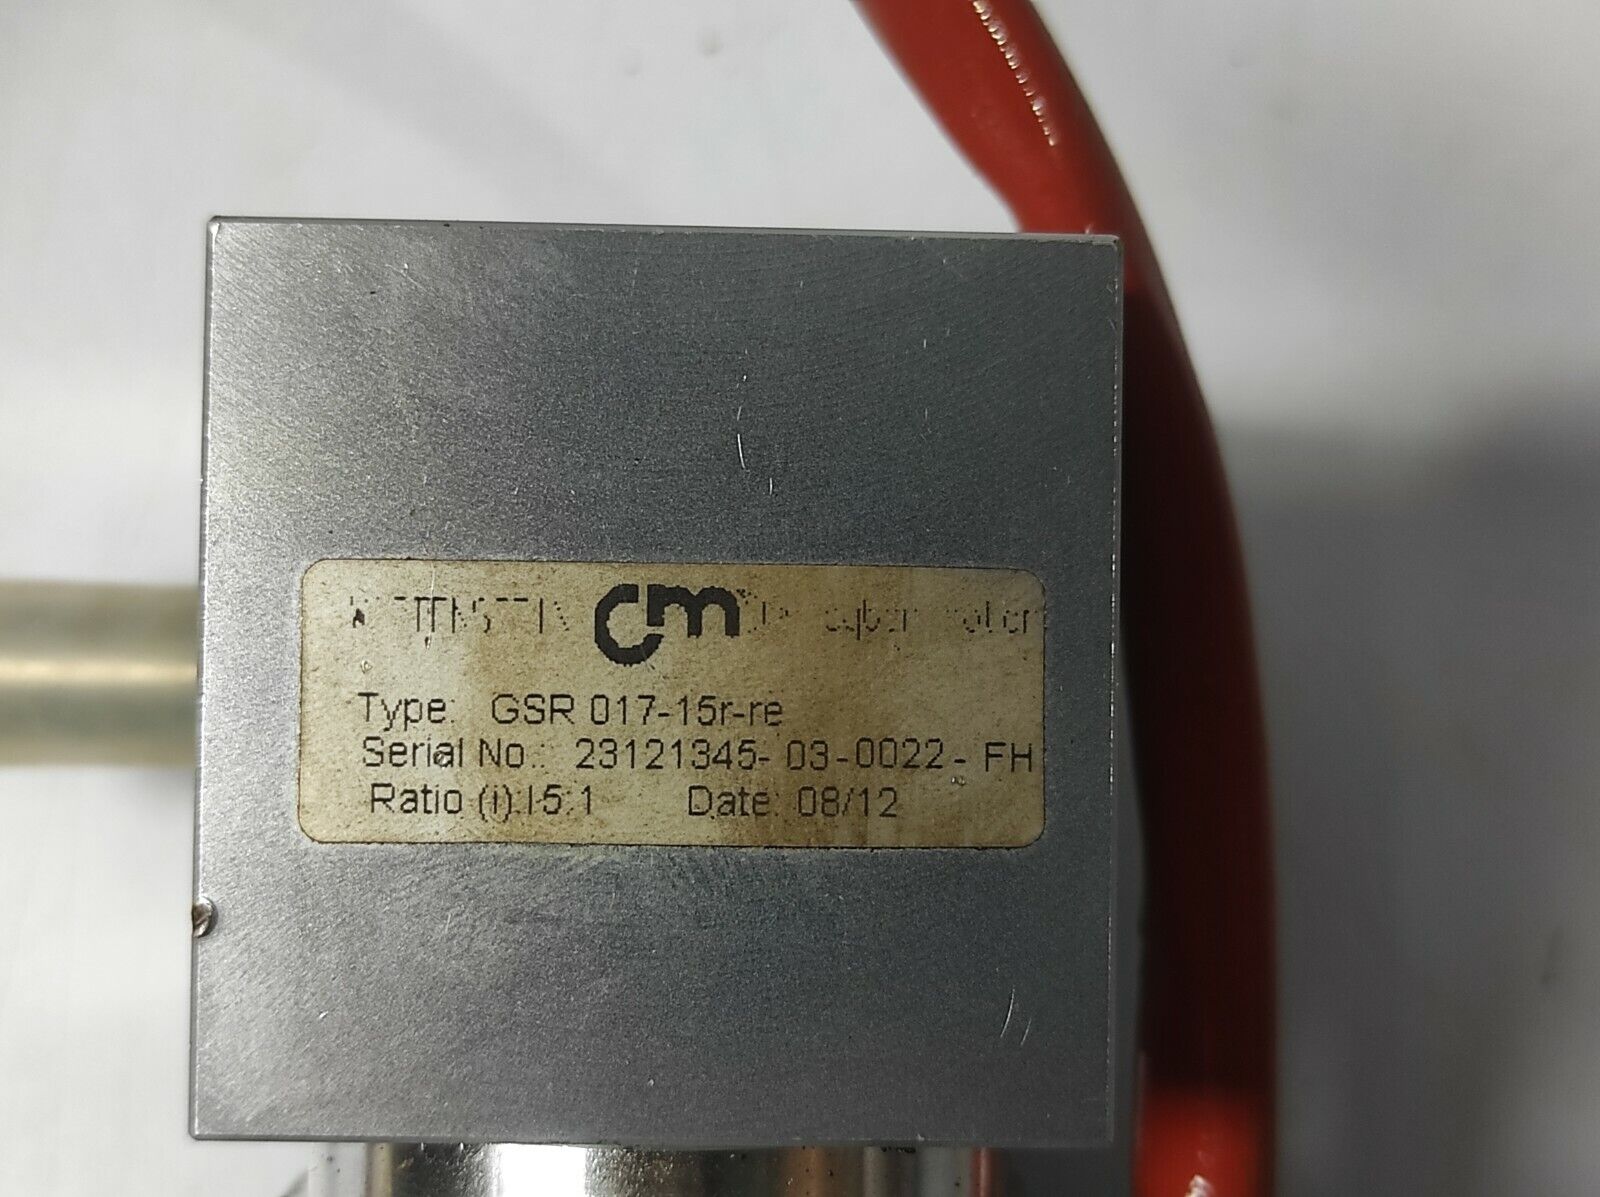 cm
Type: GSR 017-15r-re
Serial No.: 23121345-03-0022-FH
Ratio (i): 15:1 Date: 08/12